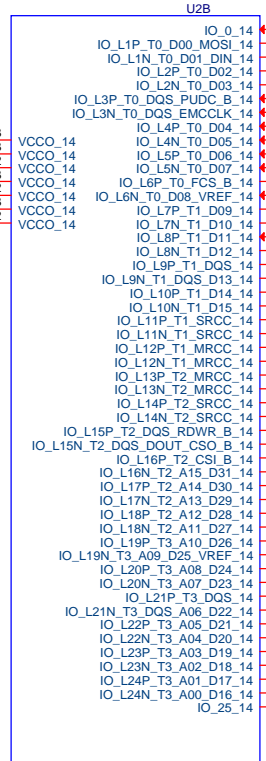 U2B
IO_0_14
IO_L1P_T0_D00_MOSI_14
IO_L1N_T0_D01_DIN_14
IO_L2P_T0_D02_14
IO_L2N_T0_D03_14
IO_L3P_T0_DQS_PUDC_B_14
IO_L3N_T0_DQS_EMCCLK_14
IO_L4P_T0_D04_14
VCCO_14 IO_L4N_T0_D05_14
VCCO_14 IO_L5P_T0_D06_14
VCCO_14 IO_L5N_T0_D07_14
VCCO_14 IO_L6P_T0_FCS_B_14
VCCO_14 IO_L6N_T0_D08_VREF_14
VCCO_14 IO_L7P_T1_D09_14
VCCO_14 IO_L7N_T1_D10_14
IO_L8P_T1_D11_14
IO_L8N_T1_D12_14
IO_L9P_T1_DQS_14
IO_L9N_T1_DQS_D13_14
IO_L10P_T1_D14_14
IO_L10N_T1_D15_14
IO_L11P_T1_SRCC_14
IO_L11N_T1_SRCC_14
IO_L12P_T1_MRCC_14
IO_L12N_T1_MRCC_14
IO_L13P_T2_MRCC_14
IO_L13N_T2_MRCC_14
IO_L14P_T2_SRCC_14
IO_L14N_T2_SRCC_14
IO_L15P_T2_DQS_RDWR_B_14
IO_L15N_T2_DQS_DOUT_CSO_B_14
IO_L16P_T2_CSI_B_14
IO_L16N_T2_A15_D31_14
IO_L17P_T2_A14_D30_14
IO_L17N_T2_A13_D29_14
IO_L18P_T2_A12_D28_14
IO_L18N_T2_A11_D27_14
IO_L19P_T3_A10_D26_14
IO_L19N_T3_A09_D25_VREF_14
IO_L20P_T3_A08_D24_14
IO_L20N_T3_A07_D23_14
IO_L21P_T3_DQS_14
IO_L21N_T3_DQS_A06_D22_14
IO_L22P_T3_A05_D21_14
IO_L22N_T3_A04_D20_14
IO_L23P_T3_A03_D19_14
IO_L23N_T3_A02_D18_14
IO_L24P_T3_A01_D17_14
IO_L24N_T3_A00_D16_14
IO_25_14